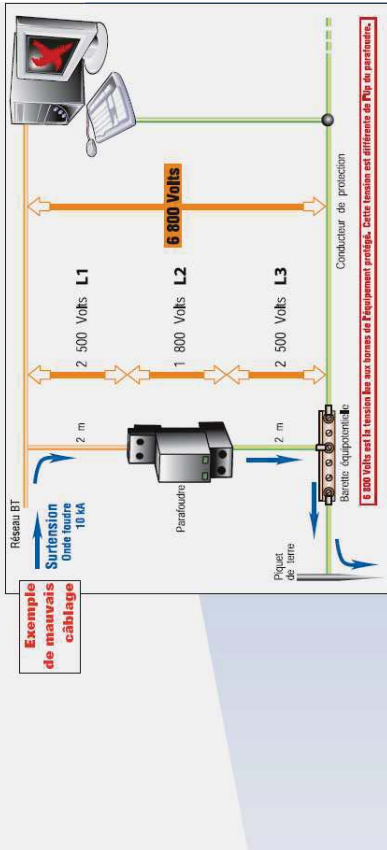 Exemple
de mauvais
câblage
Réseau BT
Surtension
Onde foudre
10 kA
2 m
Parafoudre
2 m
2 500 Volts L1
1 800 Volts L2
2 500 Volts L3
6 800 Volts
Piquet
de terre
Barette équipotentielle
Conducteur de protection
6 800 Volts est la tension lue aux bornes de l'équipement protégé. Cette tension est différente de l'Up du parafoudre.